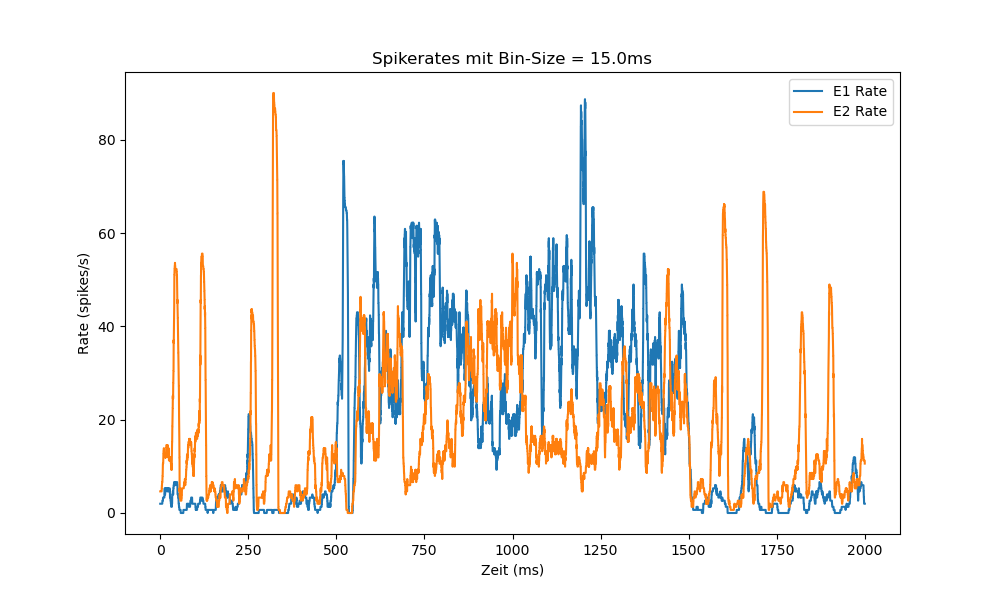 Spikerates mit Bin-Size = 15.0ms
E1 Rate
E2 Rate
80
60
40
20
0
Rate (spikes/s)
0 250 500 750 1000 1250 1500 1750 2000
Zeit (ms)